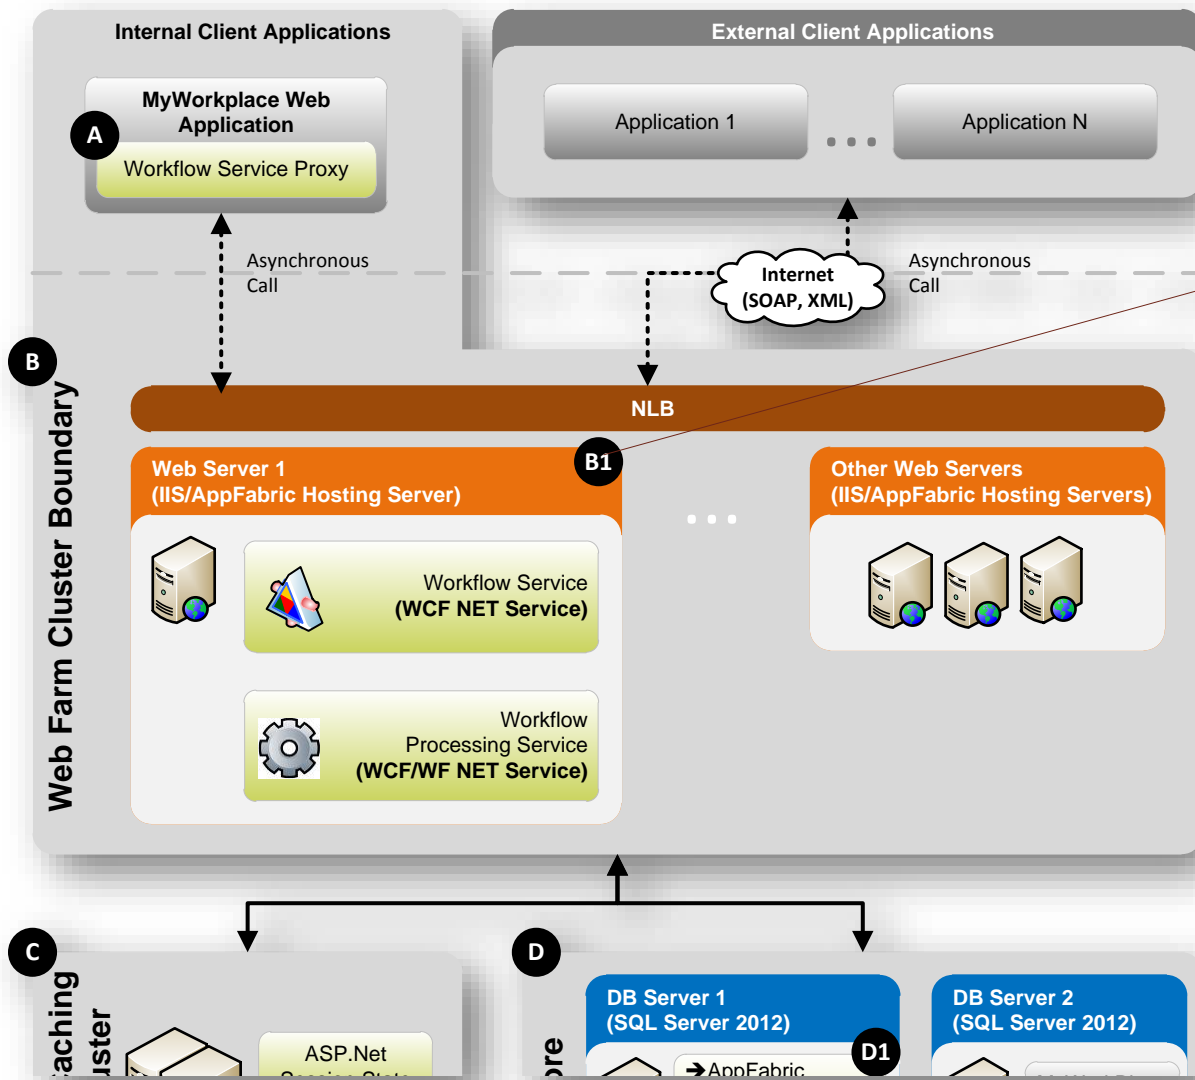 Internal Client Applications
External Client Applications
MyWorkplace Web
Application
A
Workflow Service Proxy
Application 1
Application N
Asynchronous
Call
Internet
(SOAP, XML)
Asynchronous
Call
B
Web Farm Cluster Boundary
NLB
Web Server 1
(IIS/AppFabric Hosting Server)
B1
Other Web Servers
(IIS/AppFabric Hosting Servers)
Workflow Service
(WCF NET Service)
Workflow
Processing Service
(WCF/WF NET Service)
C
D
DB Server 1
(SQL Server 2012)
DB Server 2
(SQL Server 2012)
D1
ASP.Net
Session State
➔AppFabric